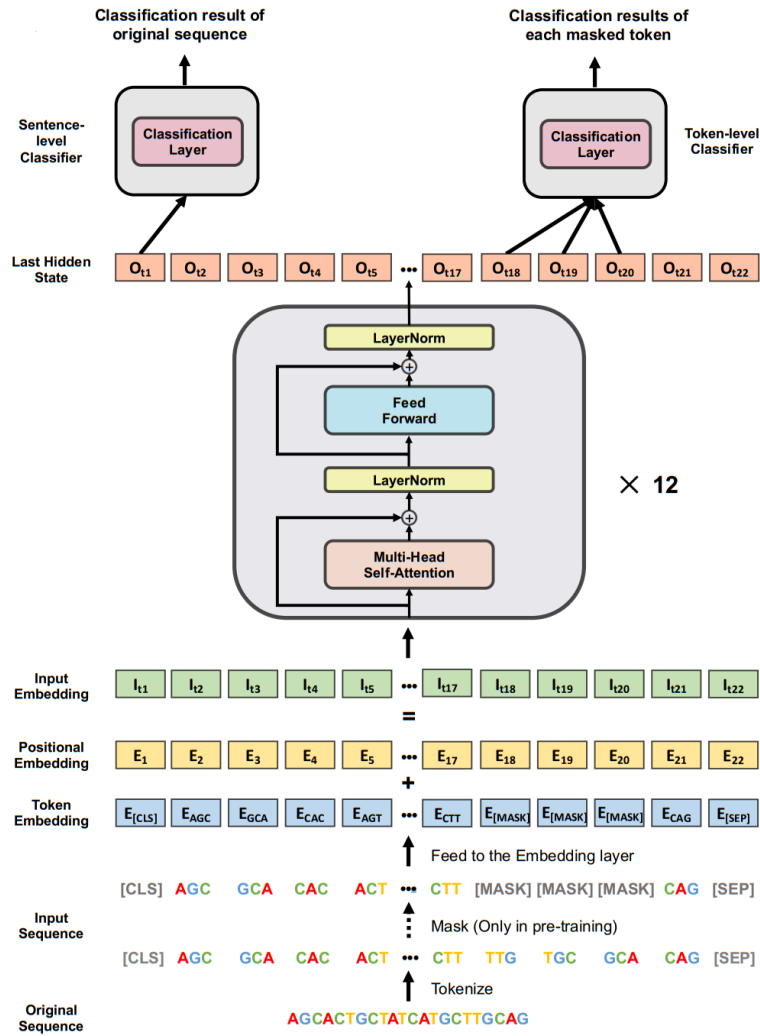 Classification result of original sequence
Classification results of each masked token
Sentence-level Classifier
Classification Layer
Classification Layer
Token-level Classifier
Last Hidden State
Ot1 Ot2 Ot3 Ot4 Ot5 ••• Ot17 Ot18 Ot19 Ot20 Ot21 Ot22
LayerNorm
+
Feed Forward
LayerNorm
× 12
+
Multi-Head Self-Attention
Input Embedding
It1 It2 It3 It4 It5 ••• It17 It18 It19 It20 It21 It22
=
Positional Embedding
E1 E2 E3 E4 E5 ••• E17 E18 E19 E20 E21 E22
+
Token Embedding
E[CLS] EAGC EGCA ECAC EAGT ••• ECTT E[MASK] E[MASK] E[MASK] ECAG E[SEP]
Feed to the Embedding layer
[CLS] AGC GCA CAC ACT ••• CTT [MASK] [MASK] [MASK] CAG [SEP]
Input Sequence
Mask (Only in pre-training)
[CLS] AGC GCA CAC ACT ••• CTT TTG TGC GCA CAG [SEP]
Tokenize
Original Sequence
AGCACTGCTATCATGCTTGCAG